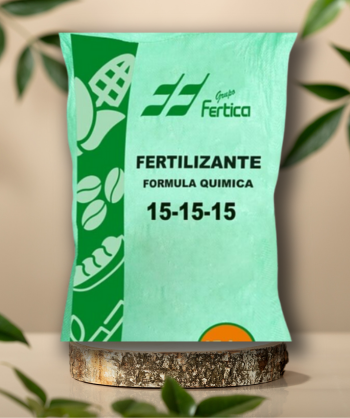 Grupo
Fertica
FERTILIZANTE
FORMULA QUIMICA
15-15-15